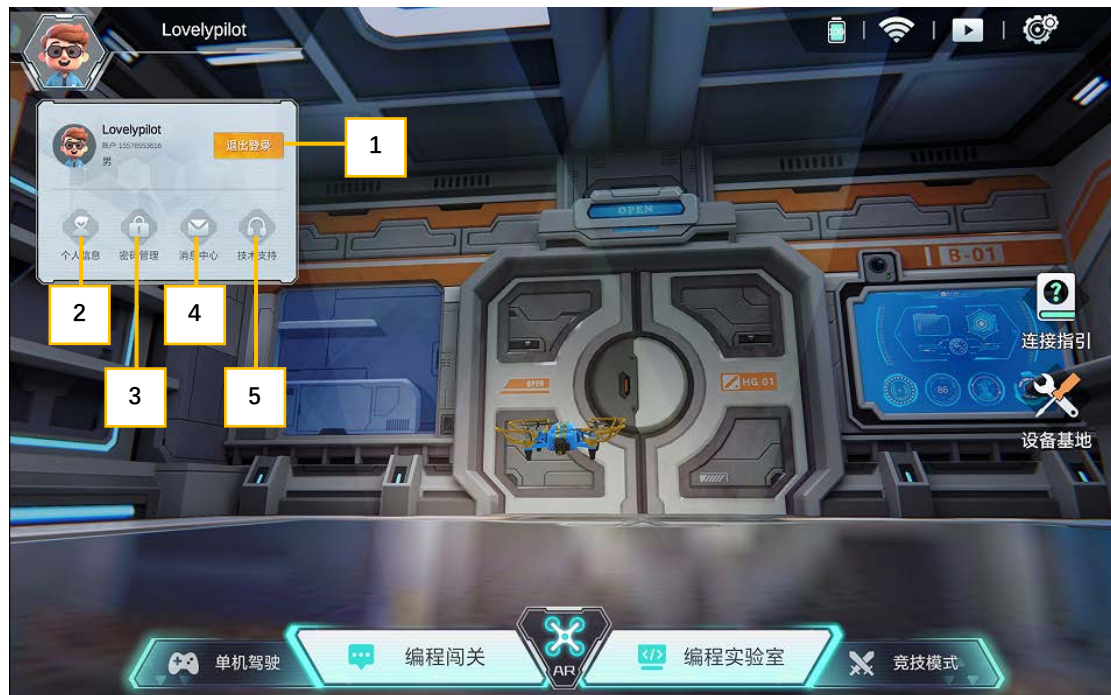 Lovelypilot
100
Lovelypilot
账户 15578553616
男
退出登录
1
个人信息
密码管理
消息中心
技术支持
2
4
3
5
OPEN
B-01
OPEN
HG 01
86
连接指引
设备基地
单机驾驶
编程闯关
AR
编程实验室
竞技模式